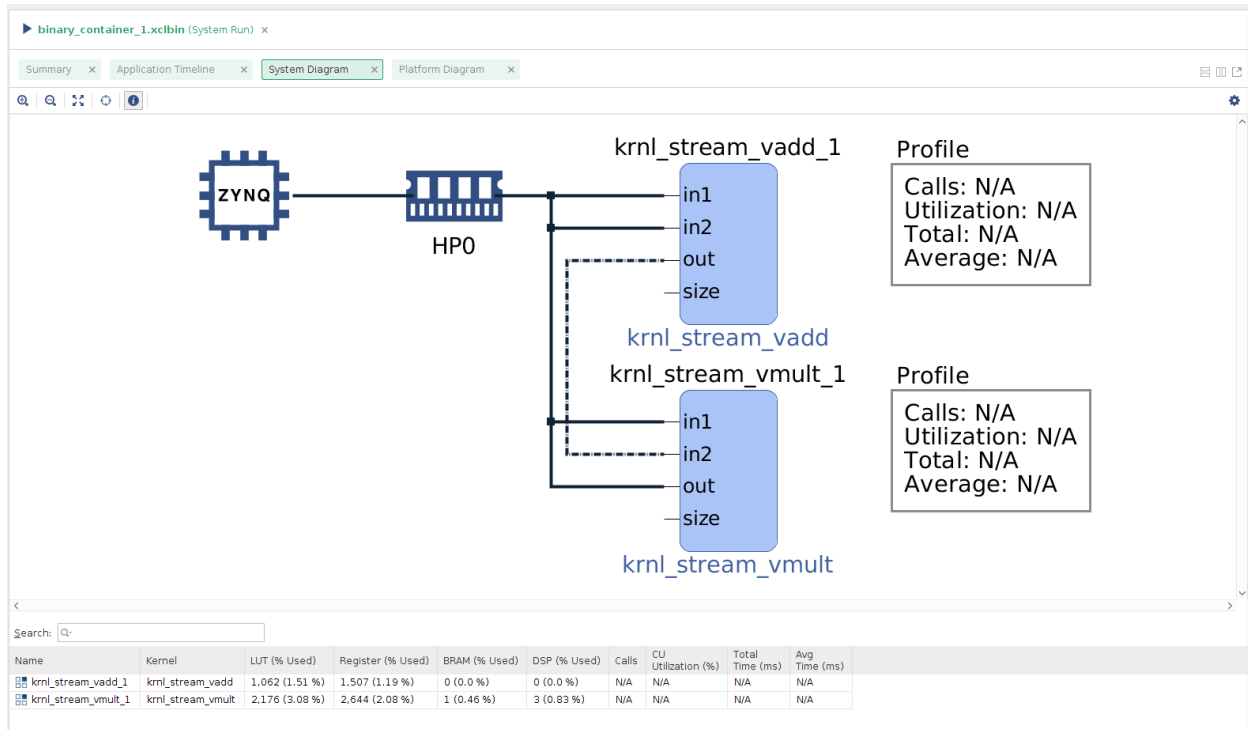 binary_container_1.xclbin (System Run) ×
Summary × Application Timeline × System Diagram × Platform Diagram ×
ZYNQ
HP0
krnl_stream_vadd_1
in1
in2
out
size
krnl_stream_vadd
Profile
Calls: N/A
Utilization: N/A
Total: N/A
Average: N/A
krnl_stream_vmult_1
in1
in2
out
size
krnl_stream_vmult
Profile
Calls: N/A
Utilization: N/A
Total: N/A
Average: N/A
Search:
Name Kernel LUT (% Used) Register (% Used) BRAM (% Used) DSP (% Used) Calls CU Utilization (%) Total Time (ms) Avg Time (ms)
krnl_stream_vadd_1 krnl_stream_vadd 1,062 (1.51 %) 1,507 (1.19 %) 0 (0.0 %) 0 (0.0 %) N/A N/A N/A N/A
krnl_stream_vmult_1 krnl_stream_vmult 2,176 (3.08 %) 2,644 (2.08 %) 1 (0.46 %) 3 (0.83 %) N/A N/A N/A N/A